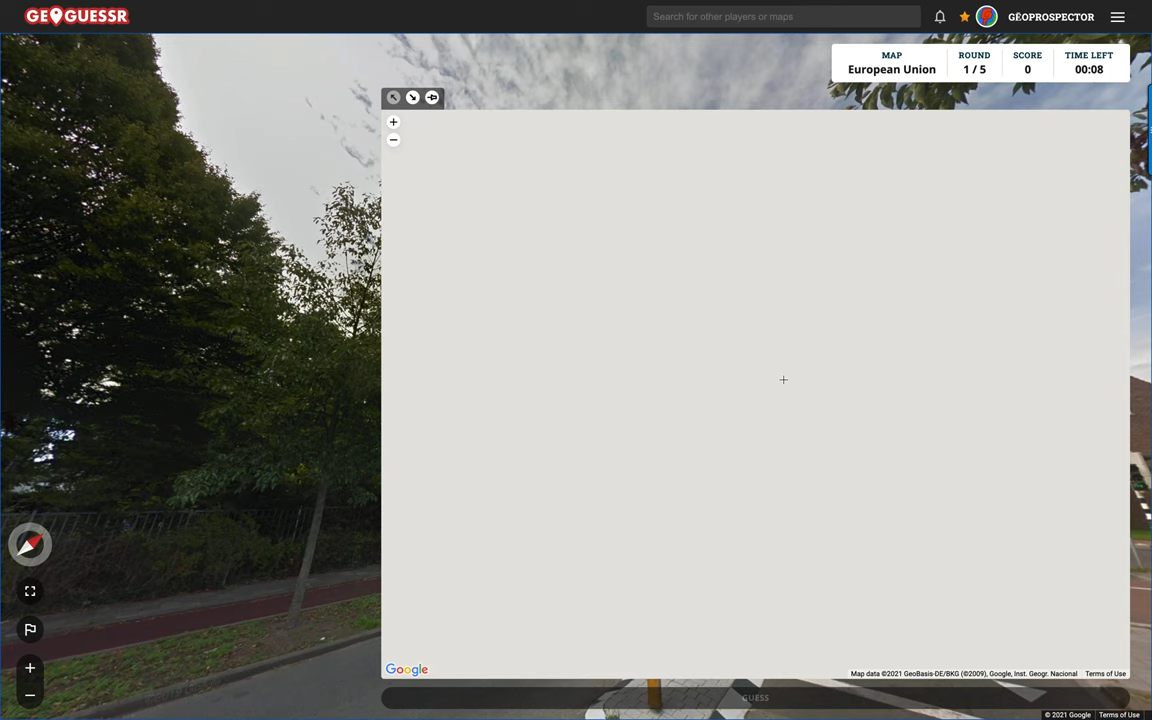 GEOGUESSR
Search for other players or maps
GEOPROSPECTOR
MAP
European Union
ROUND
1 / 5
SCORE
0
TIME LEFT
00:08
Google
Map data ©2021 GeoBasis-DE/BKG (©2009), Google, Inst. Geogr. Nacional
Terms of Use
GUESS
© 2021 Google
Terms of Use